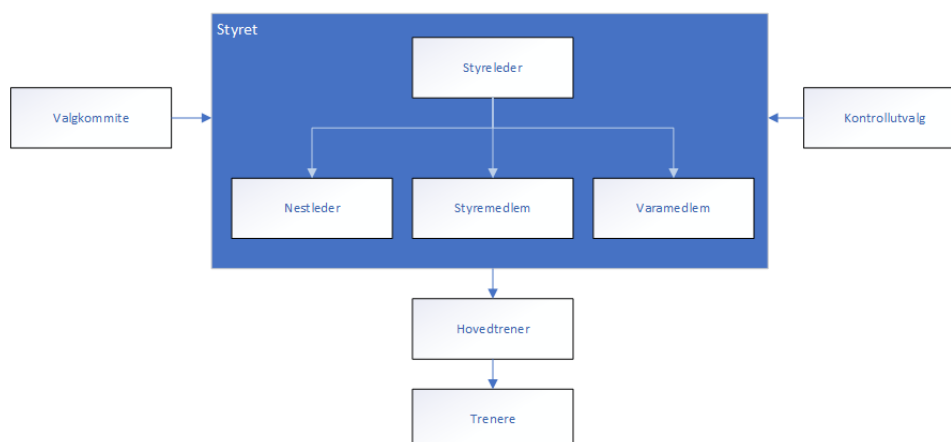 Styret
Styreleder
Valgkommite
Kontrollutvalg
Nestleder
Styremedlem
Varamedlem
Hovedtrener
Trenere